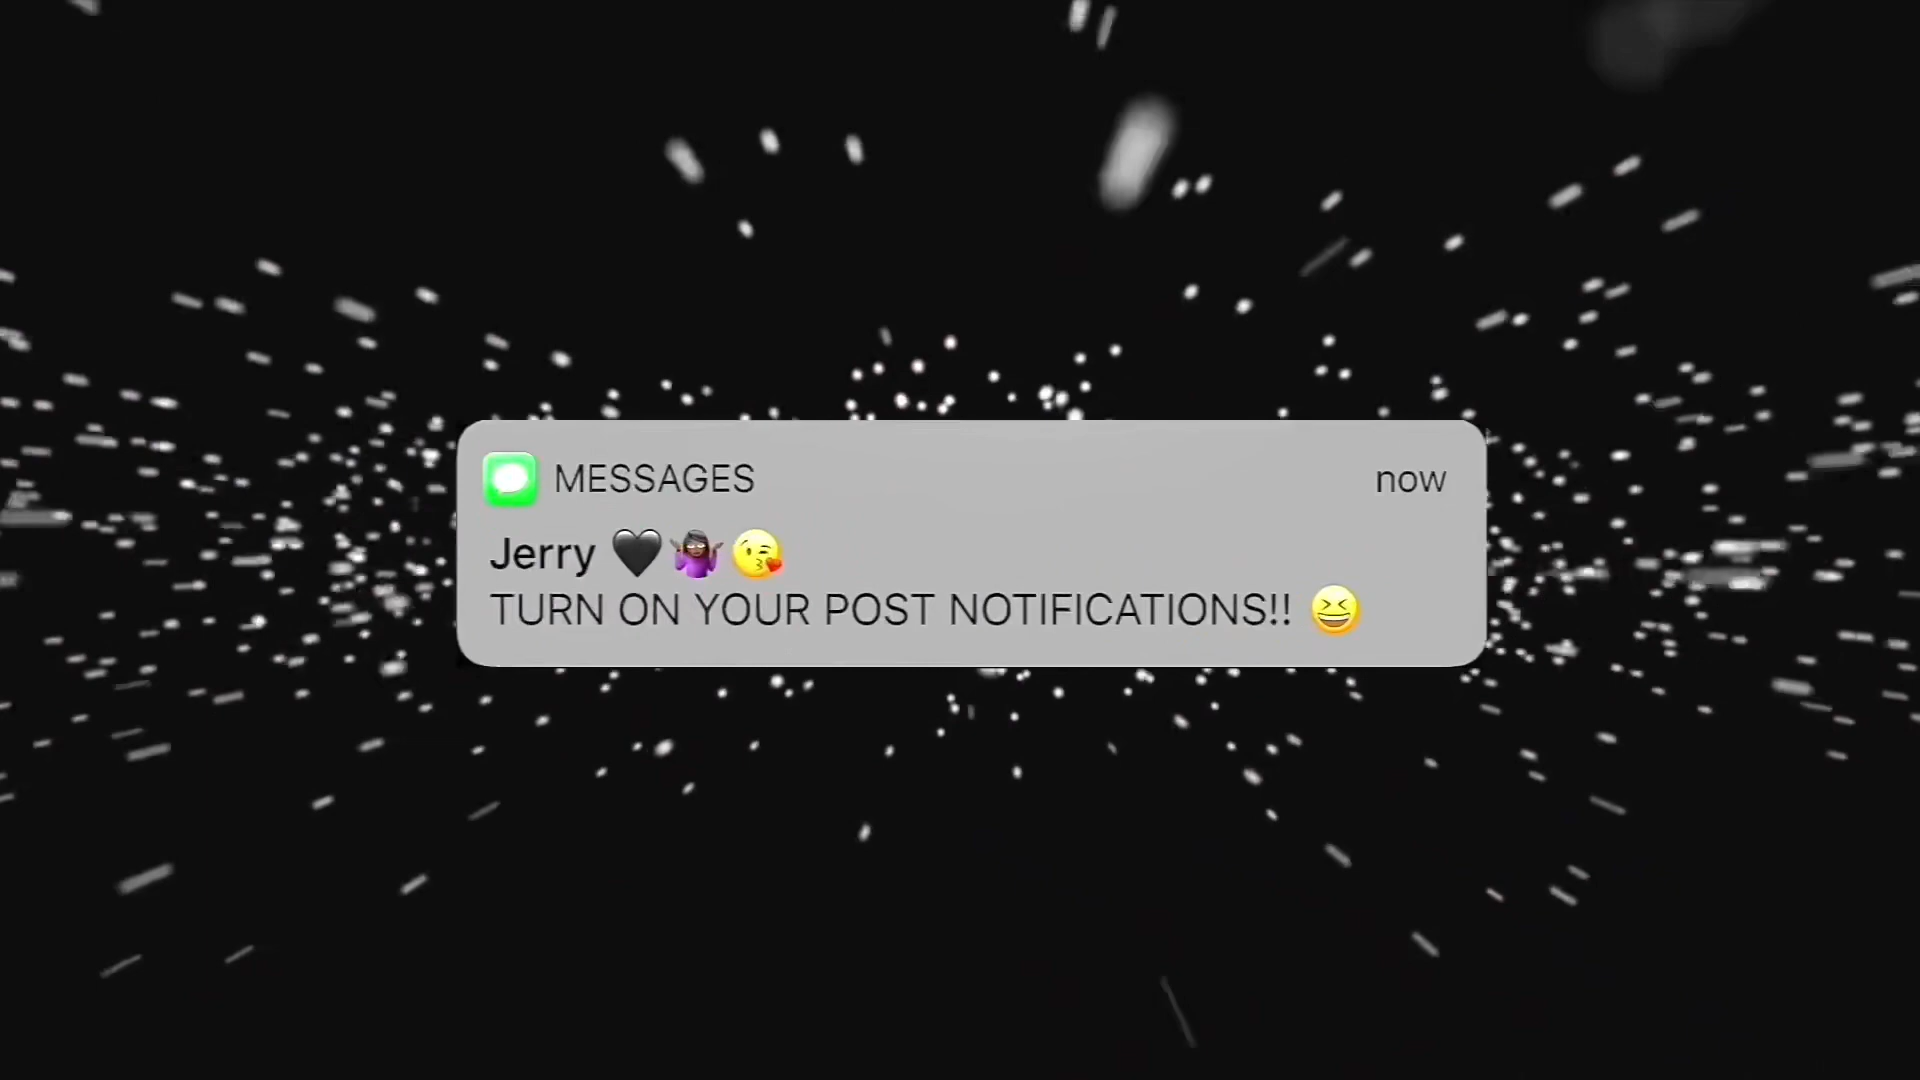 MESSAGES now
Jerry 🖤🤷🏾‍♀️😘
TURN ON YOUR POST NOTIFICATIONS!! 😆